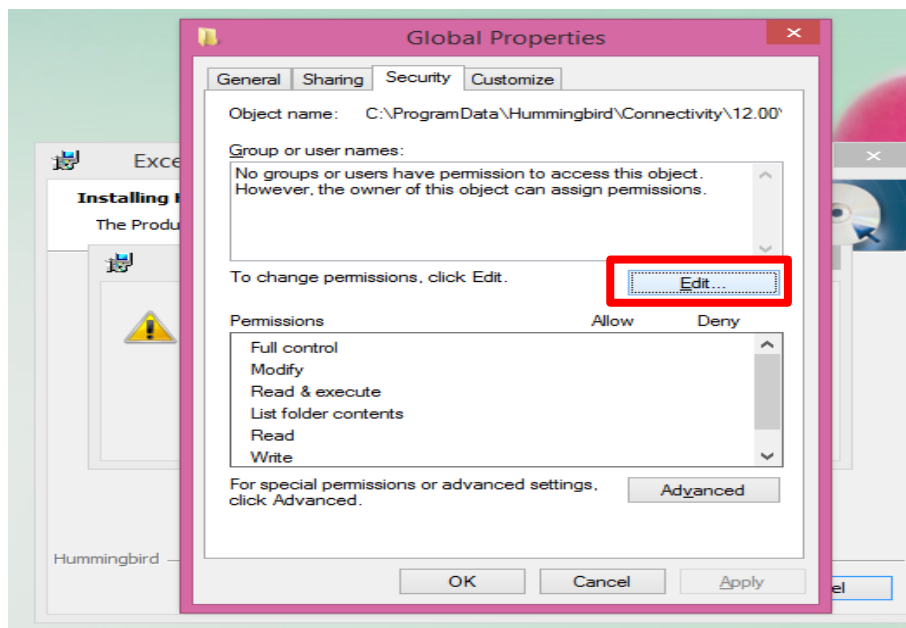 Global Properties
General Sharing Security Customize
Object name: C:\ProgramData\Hummingbird\Connectivity\12.00\
Group or user names:
No groups or users have permission to access this object.
However, the owner of this object can assign permissions.
To change permissions, click Edit.
Edit...
Permissions Allow Deny
Full control
Modify
Read & execute
List folder contents
Read
Write
For special permissions or advanced settings,
click Advanced.
Advanced
OK Cancel Apply
Exce
Installing
The Produ
Hummingbird
el